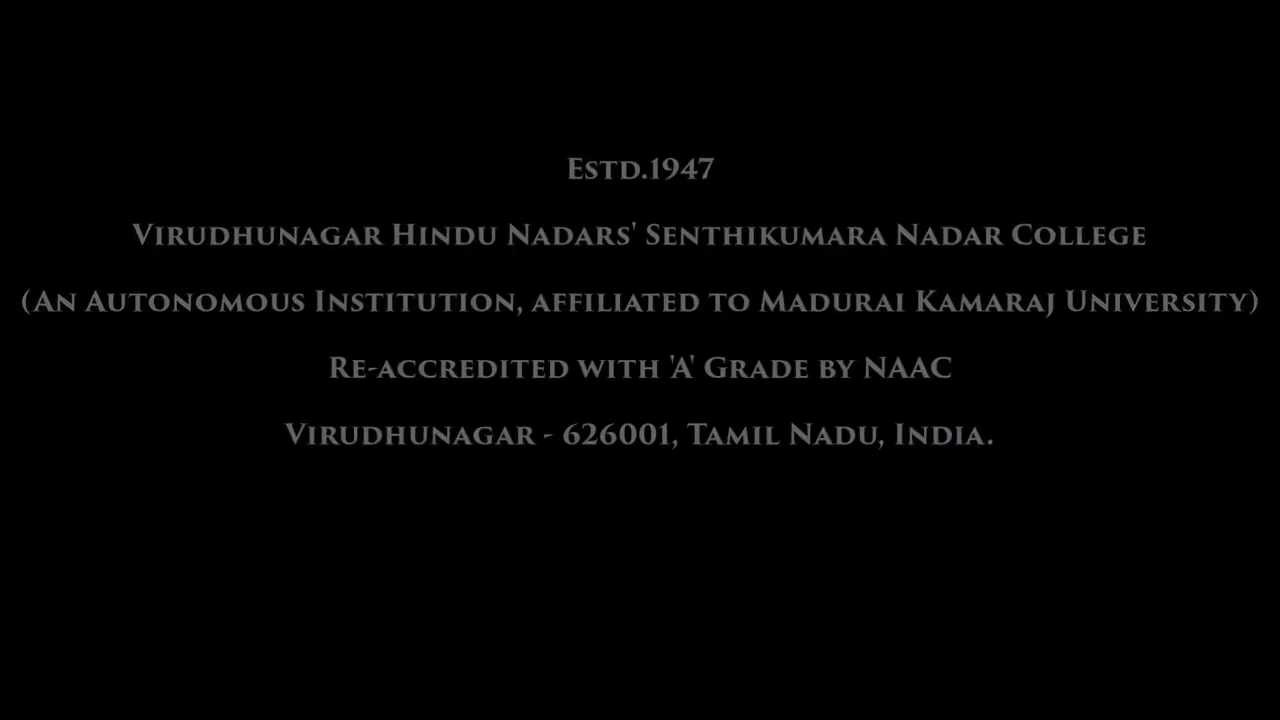 Estd.1947
Virudhunagar Hindu Nadars' Senthikumara Nadar College
(An Autonomous Institution, affiliated to Madurai Kamaraj University)
Re-accredited with 'A' Grade by NAAC
Virudhunagar - 626001, Tamil Nadu, India.